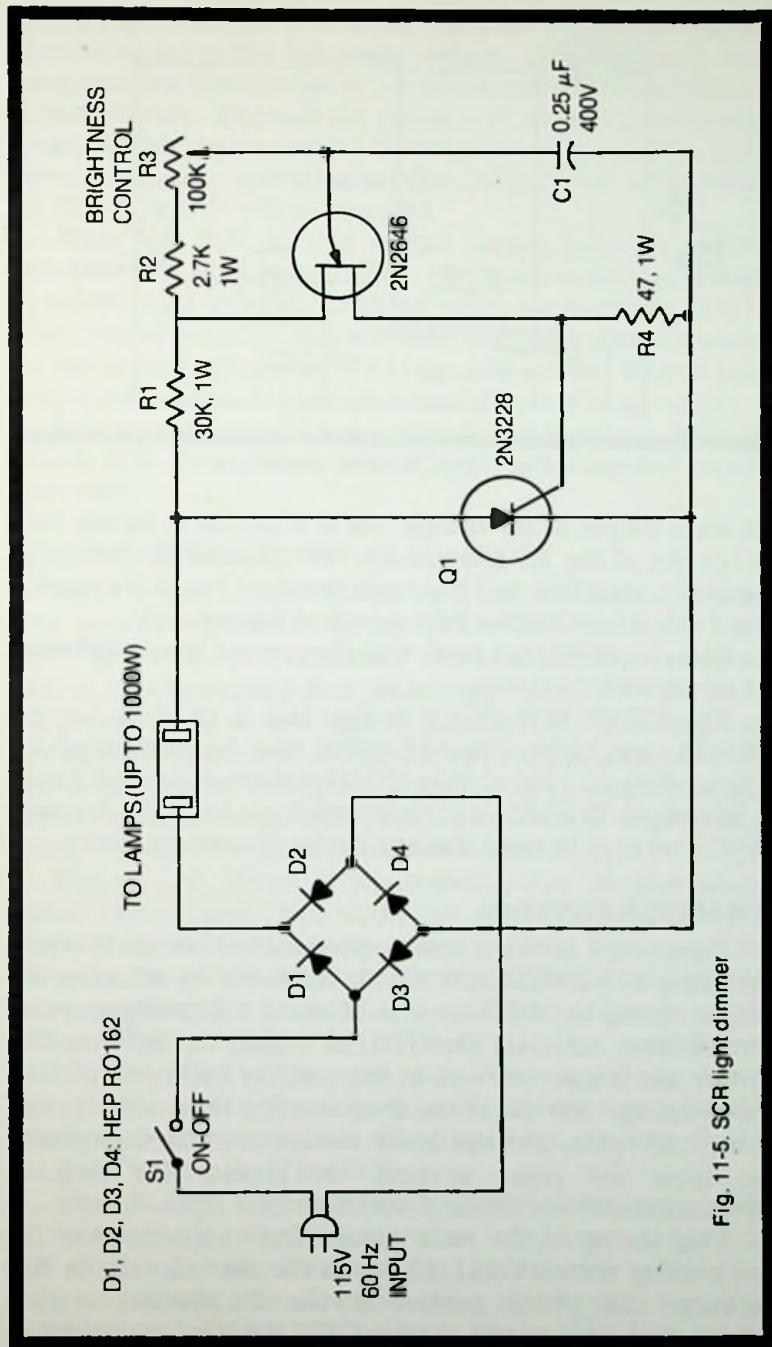 D1, D2, D3, D4: HEP RO162
TO LAMPS (UP TO 1000W)
BRIGHTNESS
CONTROL
R1
30K, 1W
R2
2.7K
1W
R3
100K
2N2646
D1
D2
D3
D4
S1
ON-OFF
115V
60 Hz
INPUT
Q1
2N3228
R4
47, 1W
C1
0.25 µF
400V
Fig. 11-5. SCR light dimmer